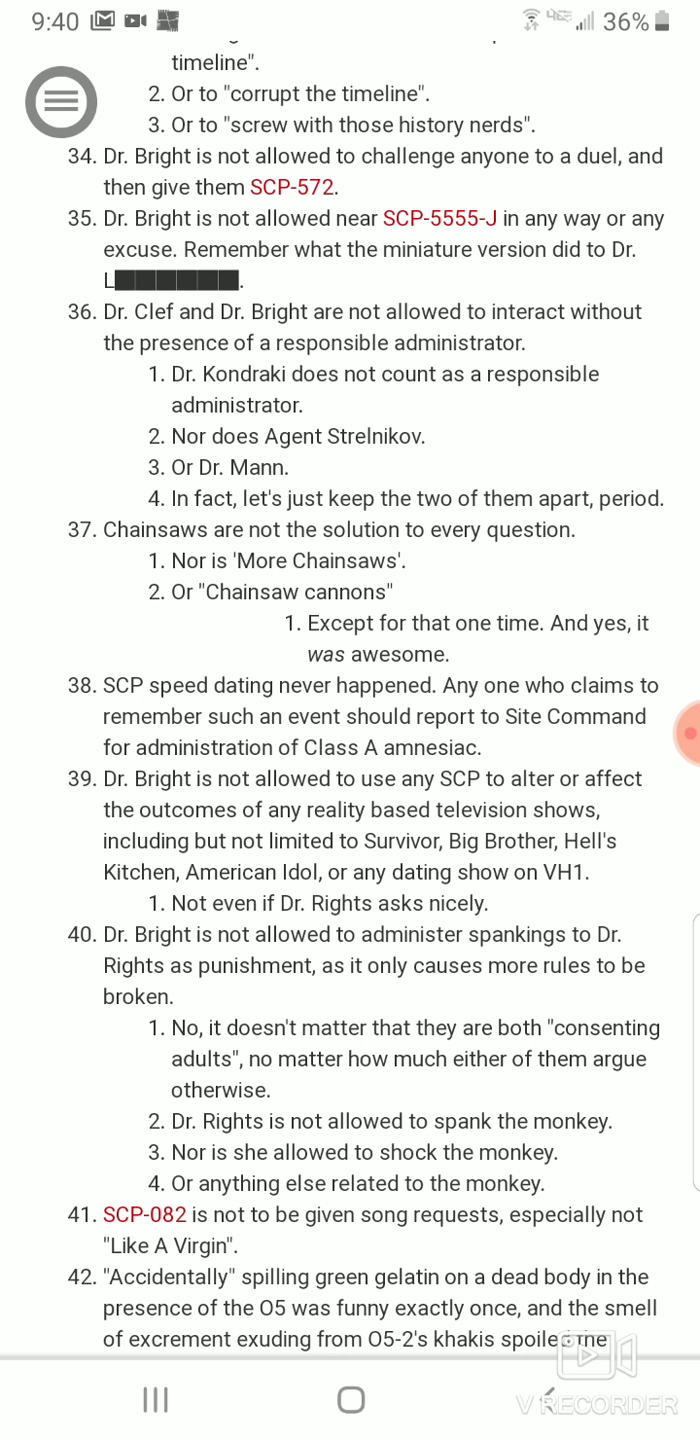 9:40
36%
timeline".
2. Or to "corrupt the timeline".
3. Or to "screw with those history nerds".
34. Dr. Bright is not allowed to challenge anyone to a duel, and
then give them SCP-572.
35. Dr. Bright is not allowed near SCP-5555-J in any way or any
excuse. Remember what the miniature version did to Dr.
L██████.
36. Dr. Clef and Dr. Bright are not allowed to interact without
the presence of a responsible administrator.
1. Dr. Kondraki does not count as a responsible
administrator.
2. Nor does Agent Strelnikov.
3. Or Dr. Mann.
4. In fact, let's just keep the two of them apart, period.
37. Chainsaws are not the solution to every question.
1. Nor is 'More Chainsaws'.
2. Or "Chainsaw cannons"
1. Except for that one time. And yes, it
was awesome.
38. SCP speed dating never happened. Any one who claims to
remember such an event should report to Site Command
for administration of Class A amnesiac.
39. Dr. Bright is not allowed to use any SCP to alter or affect
the outcomes of any reality based television shows,
including but not limited to Survivor, Big Brother, Hell's
Kitchen, American Idol, or any dating show on VH1.
1. Not even if Dr. Rights asks nicely.
40. Dr. Bright is not allowed to administer spankings to Dr.
Rights as punishment, as it only causes more rules to be
broken.
1. No, it doesn't matter that they are both "consenting
adults", no matter how much either of them argue
otherwise.
2. Dr. Rights is not allowed to spank the monkey.
3. Nor is she allowed to shock the monkey.
4. Or anything else related to the monkey.
41. SCP-082 is not to be given song requests, especially not
"Like A Virgin".
42. "Accidentally" spilling green gelatin on a dead body in the
presence of the O5 was funny exactly once, and the smell
of excrement exuding from O5-2's khakis spoiled the
V RECORDER